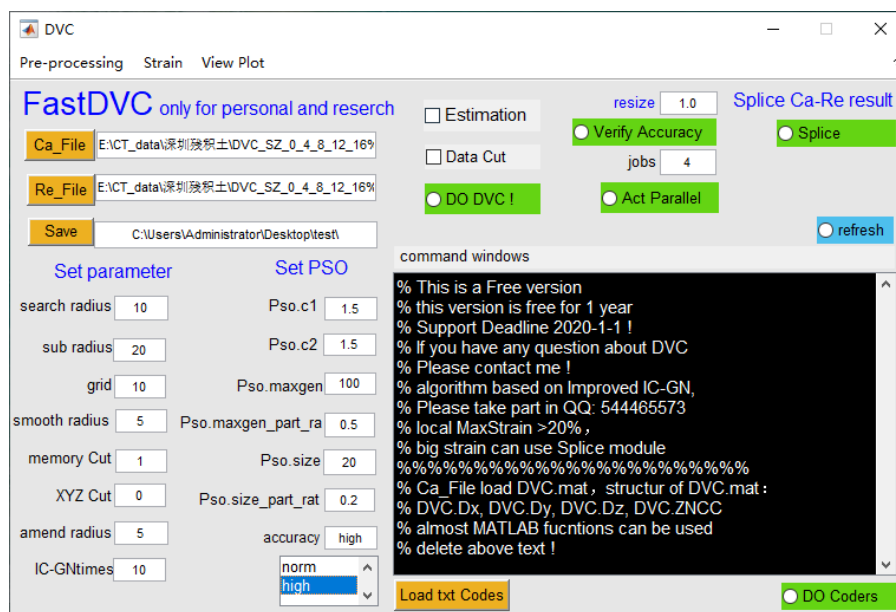 DVC
Pre-processing Strain View Plot
FastDVC only for personal and reserch
Ca_File E:\CT_data\深圳残积土\DVC_SZ_0_4_8_12_16%
Re_File E:\CT_data\深圳残积土\DVC_SZ_0_4_8_12_16%
Save C:\Users\Administrator\Desktop\test\
Set parameter
search radius 10
sub radius 20
grid 10
smooth radius 5
memory Cut 1
XYZ Cut 0
amend radius 5
IC-GNtimes 10
Set PSO
Pso.c1 1.5
Pso.c2 1.5
Pso.maxgen 100
Pso.maxgen_part_ra 0.5
Pso.size 20
Pso.size_part_rat 0.2
accuracy high
norm
high
Estimation
Data Cut
DO DVC !
resize 1.0
Verify Accuracy
jobs 4
Act Parallel
Splice Ca-Re result
Splice
refresh
command windows
% This is a Free version
% this version is free for 1 year
% Support Deadline 2020-1-1 !
% If you have any question about DVC
% Please contact me !
% algorithm based on Improved IC-GN,
% Please take part in QQ: 544465573
% local MaxStrain >20%，
% big strain can use Splice module
%%%%%%%%%%%%%%%%%%%%%%%
% Ca_File load DVC.mat，structur of DVC.mat：
% DVC.Dx, DVC.Dy, DVC.Dz, DVC.ZNCC
% almost MATLAB fucntions can be used
% delete above text !
Load txt Codes
DO Coders